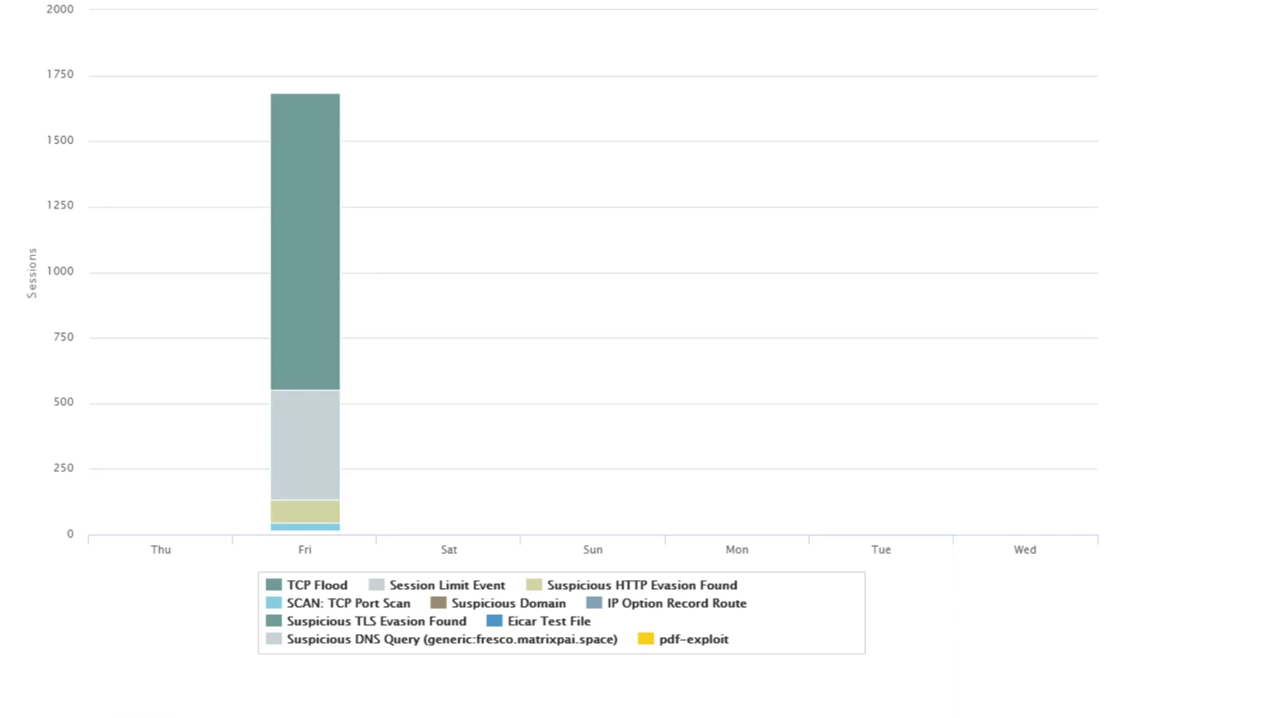 2000
1750
1500
1250
1000
750
500
250
0
Sessions
Thu Fri Sat Sun Mon Tue Wed
TCP Flood Session Limit Event Suspicious HTTP Evasion Found
SCAN: TCP Port Scan Suspicious Domain IP Option Record Route
Suspicious TLS Evasion Found Eicar Test File
Suspicious DNS Query (generic:fresco.matrixpai.space) pdf-exploit